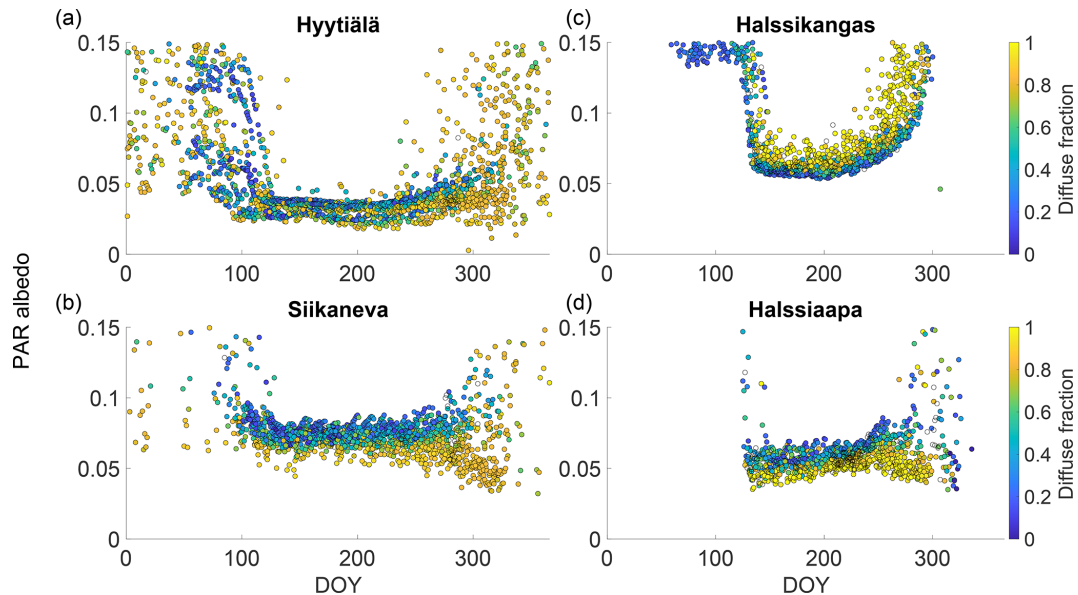 (a) Hyytiälä
0.15
0.1
0.05
0
0 100 200 300
(c) Halssikangas
0.15
0.1
0.05
0
0 100 200 300
1
0.8
0.6
0.4
0.2
0
Diffuse fraction
PAR albedo
(b) Siikaneva
0.15
0.1
0.05
0
0 100 200 300
DOY
(d) Halssiaapa
0.15
0.1
0.05
0
0 100 200 300
DOY
1
0.8
0.6
0.4
0.2
0
Diffuse fraction